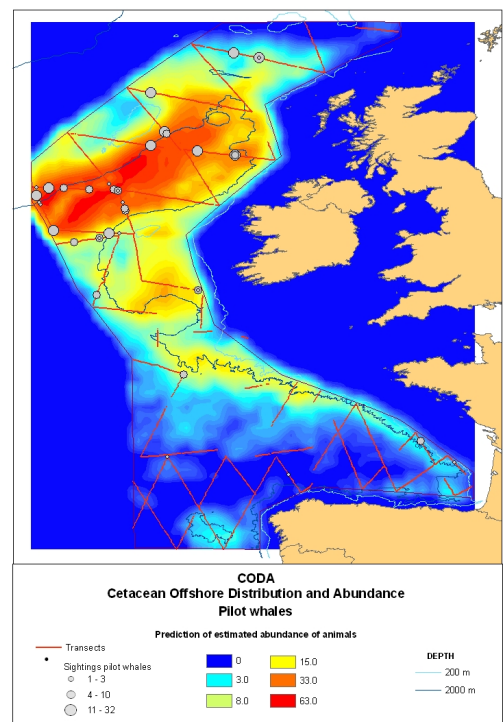 CODA
Cetacean Offshore Distribution and Abundance
Pilot whales
Prediction of estimated abundance of animals
Transects
Sightings pilot whales
1 - 3
4 - 10
11 - 32
0
3.0
8.0
15.0
33.0
63.0
DEPTH
200 m
2000 m